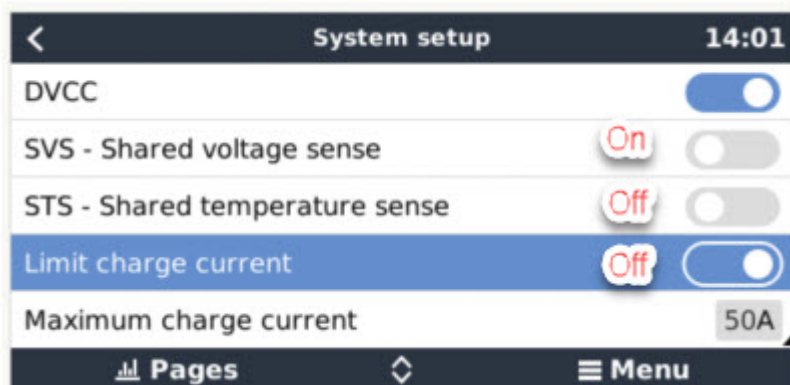 System setup 14:01
DVCC
SVS - Shared voltage sense On
STS - Shared temperature sense Off
Limit charge current Off
Maximum charge current 50A
Pages Menu